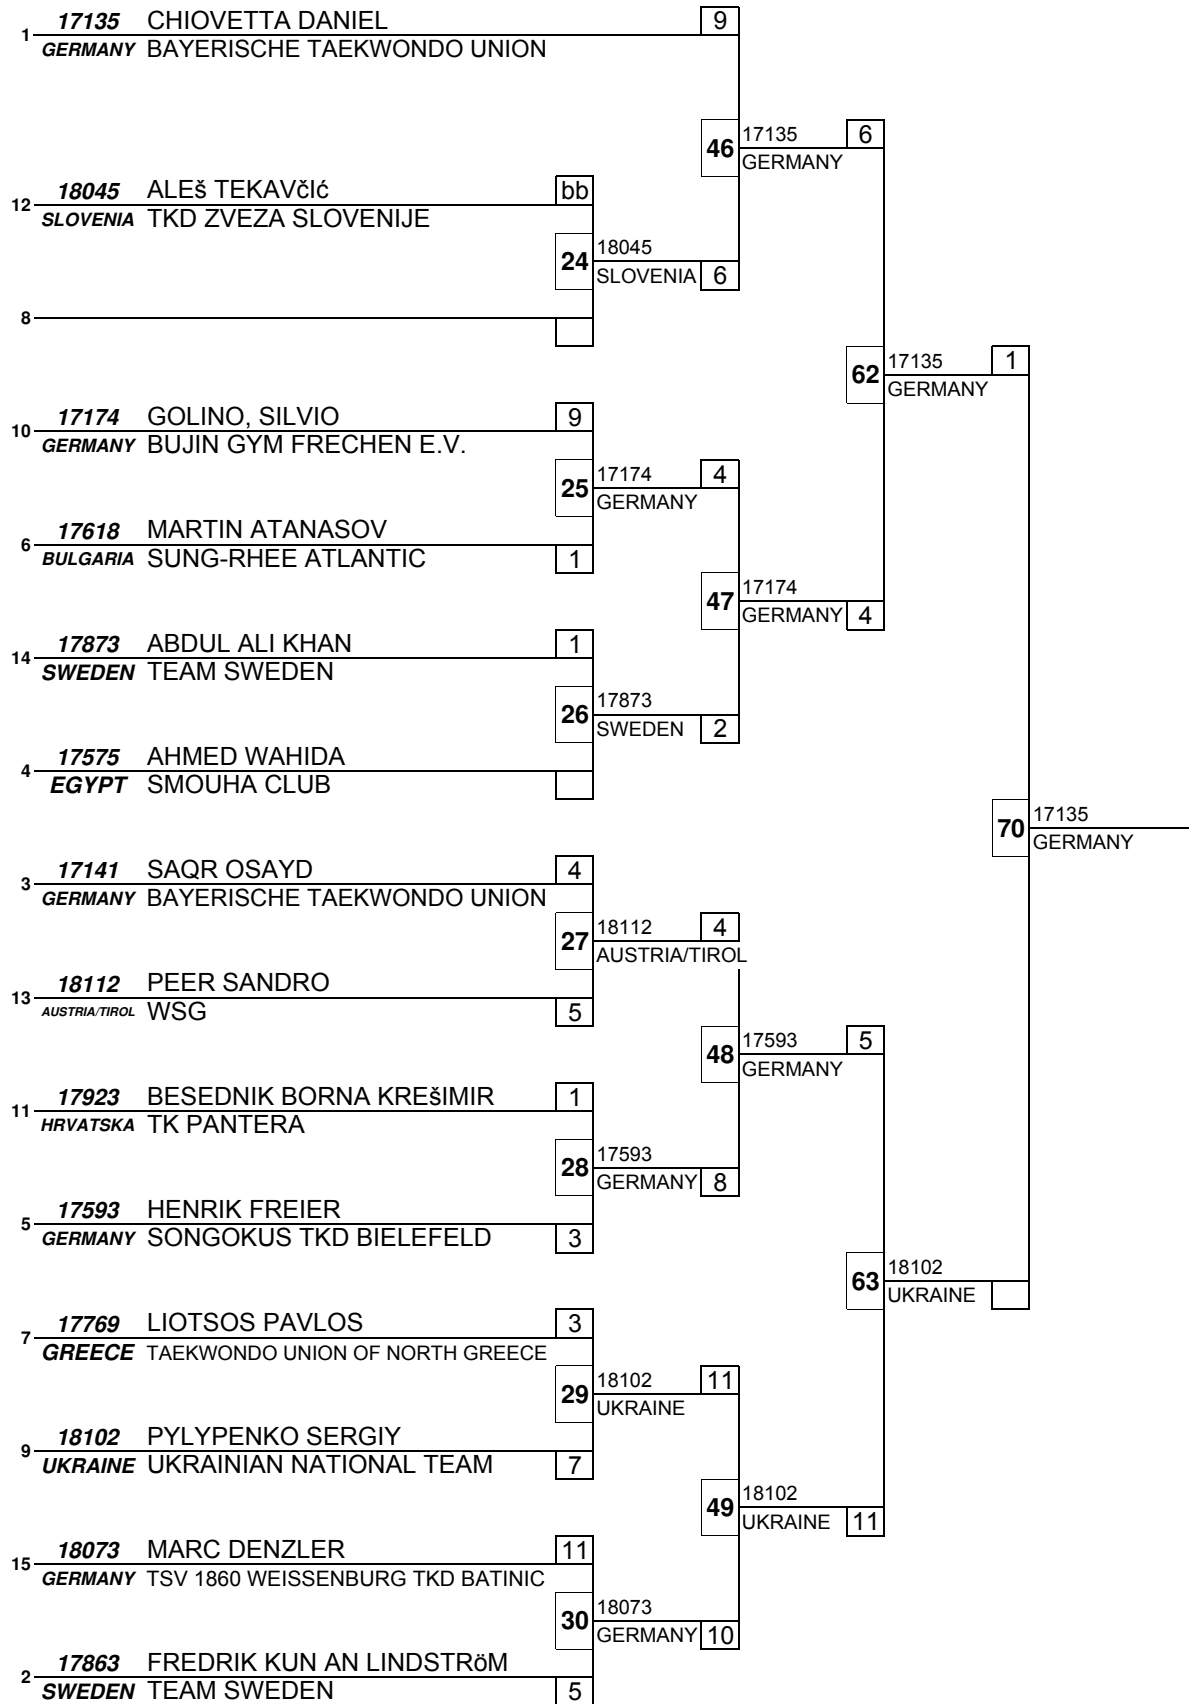 17135 CHIOVETTA DANIEL 9
1
GERMANY BAYERISCHE TAEKWONDO UNION
46 17135 6
GERMANY
18045 ALEš TEKAVčIć bb
12
SLOVENIA TKD ZVEZA SLOVENIJE
24 18045
SLOVENIA 6
8
62 17135 1
GERMANY
17174 GOLINO, SILVIO 9
10
GERMANY BUJIN GYM FRECHEN E.V.
25 17174 4
GERMANY
17618 MARTIN ATANASOV
6
BULGARIA SUNG-RHEE ATLANTIC 1
47 17174
GERMANY 4
17873 ABDUL ALI KHAN 1
14
SWEDEN TEAM SWEDEN
26 17873
SWEDEN 2
17575 AHMED WAHIDA
4
EGYPT SMOUHA CLUB
70 17135
GERMANY
17141 SAQR OSAYD 4
3
GERMANY BAYERISCHE TAEKWONDO UNION
27 18112 4
AUSTRIA/TIROL
18112 PEER SANDRO
13
AUSTRIA/TIROL WSG 5
48 17593 5
GERMANY
17923 BESEDNIK BORNA KREšIMIR 1
11
HRVATSKA TK PANTERA
28 17593
GERMANY 8
17593 HENRIK FREIER
5
GERMANY SONGOKUS TKD BIELEFELD 3
63 18102
UKRAINE
17769 LIOTSOS PAVLOS 3
7
GREECE TAEKWONDO UNION OF NORTH GREECE
29 18102 11
UKRAINE
18102 PYLYPENKO SERGIY
9
UKRAINE UKRAINIAN NATIONAL TEAM 7
49 18102
UKRAINE 11
18073 MARC DENZLER 11
15
GERMANY TSV 1860 WEISSENBURG TKD BATINIC
30 18073
GERMANY 10
17863 FREDRIK KUN AN LINDSTRöM
2
SWEDEN TEAM SWEDEN 5